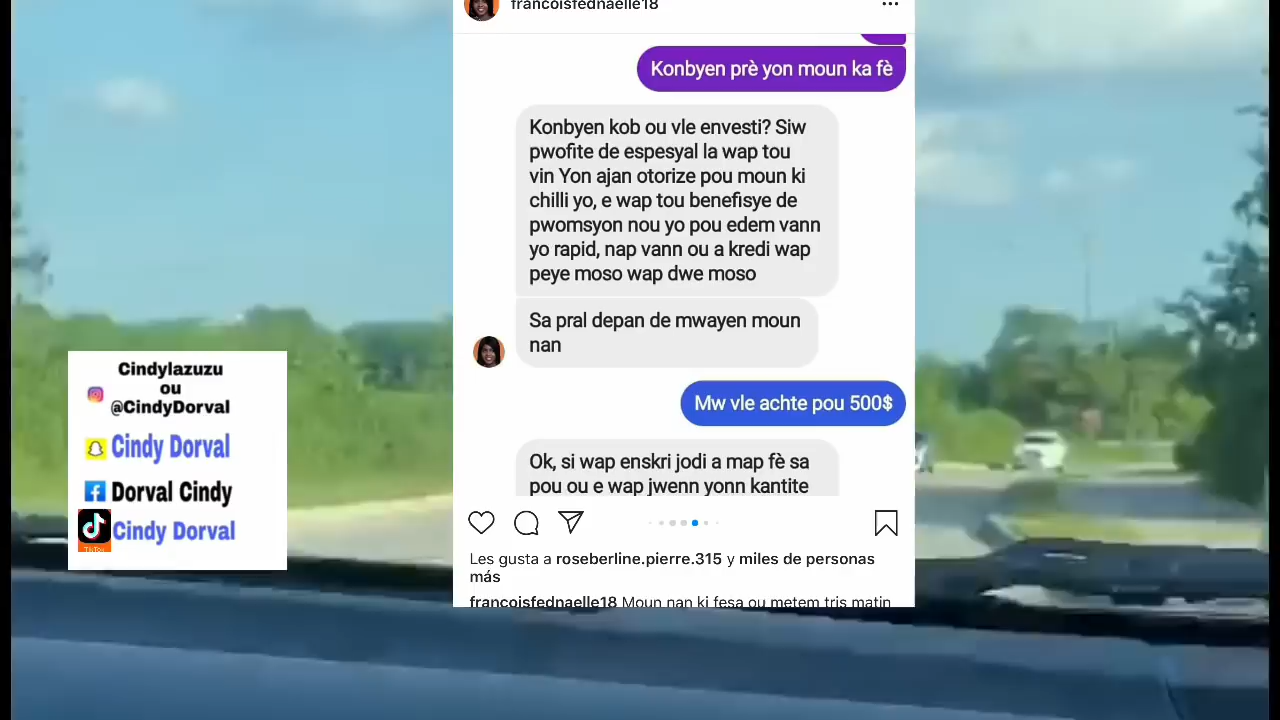 francoisfednaelle18
Konbyen prè yon moun ka fè
Konbyen kob ou vle envesti? Siw
pwofite de espesyal la wap tou
vin Yon ajan otorize pou moun ki
chilli yo, e wap tou benefisye de
pwomsyon nou yo pou edem vann
yo rapid, nap vann ou a kredi wap
peye moso wap dwe moso
Sa pral depan de mwayen moun
nan
Mw vle achte pou 500$
Ok, si wap enskri jodi a map fè sa
pou ou e wap jwenn yonn kantite
Les gusta a roseberline.pierre.315 y miles de personas
más
francoisfednaelle18 Moun nan ki fesa ou metem tris matin
Cindylazuzu
ou
@CindyDorval
Cindy Dorval
Dorval Cindy
Cindy Dorval
TikTok